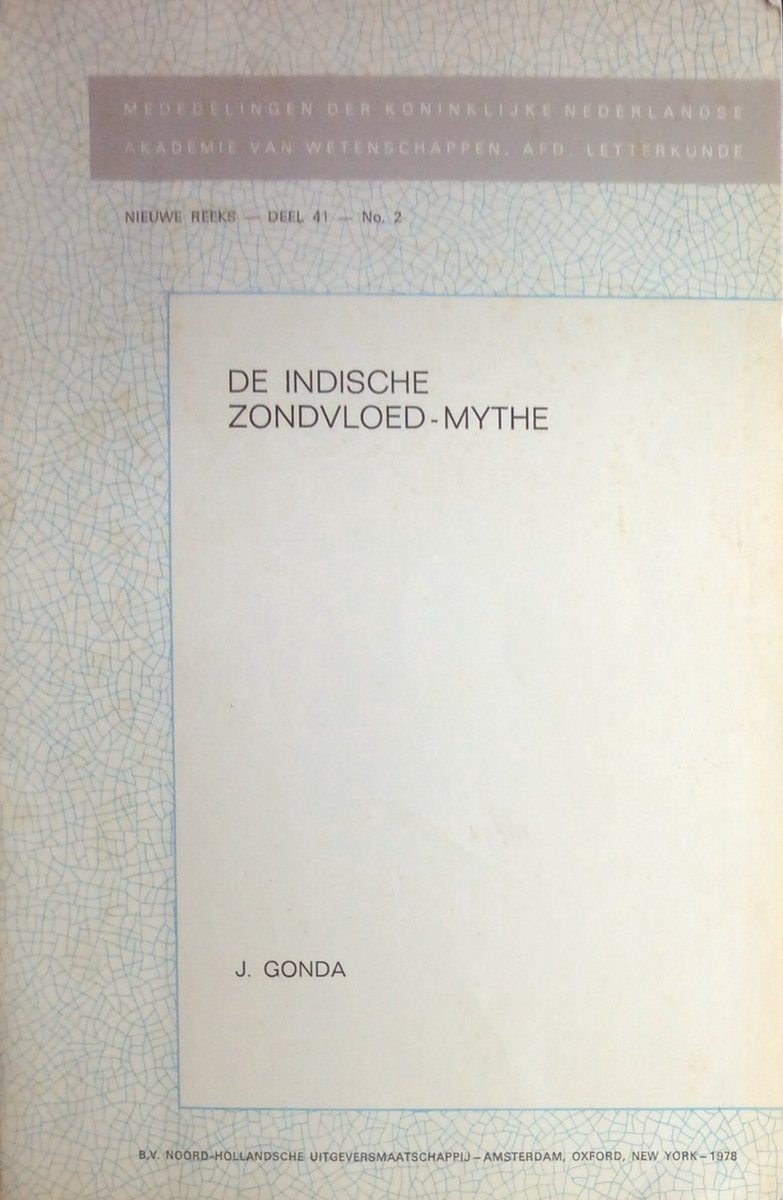 MEDEDELINGEN DER KONINKLIJKE NEDERLANDSE
AKADEMIE VAN WETENSCHAPPEN, AFD. LETTERKUNDE
NIEUWE REEKS — DEEL 41 — No. 2
DE INDISCHE
ZONDVLOED-MYTHE
J. GONDA
B.V. NOORD-HOLLANDSCHE UITGEVERSMAATSCHAPPIJ – AMSTERDAM, OXFORD, NEW YORK – 1978